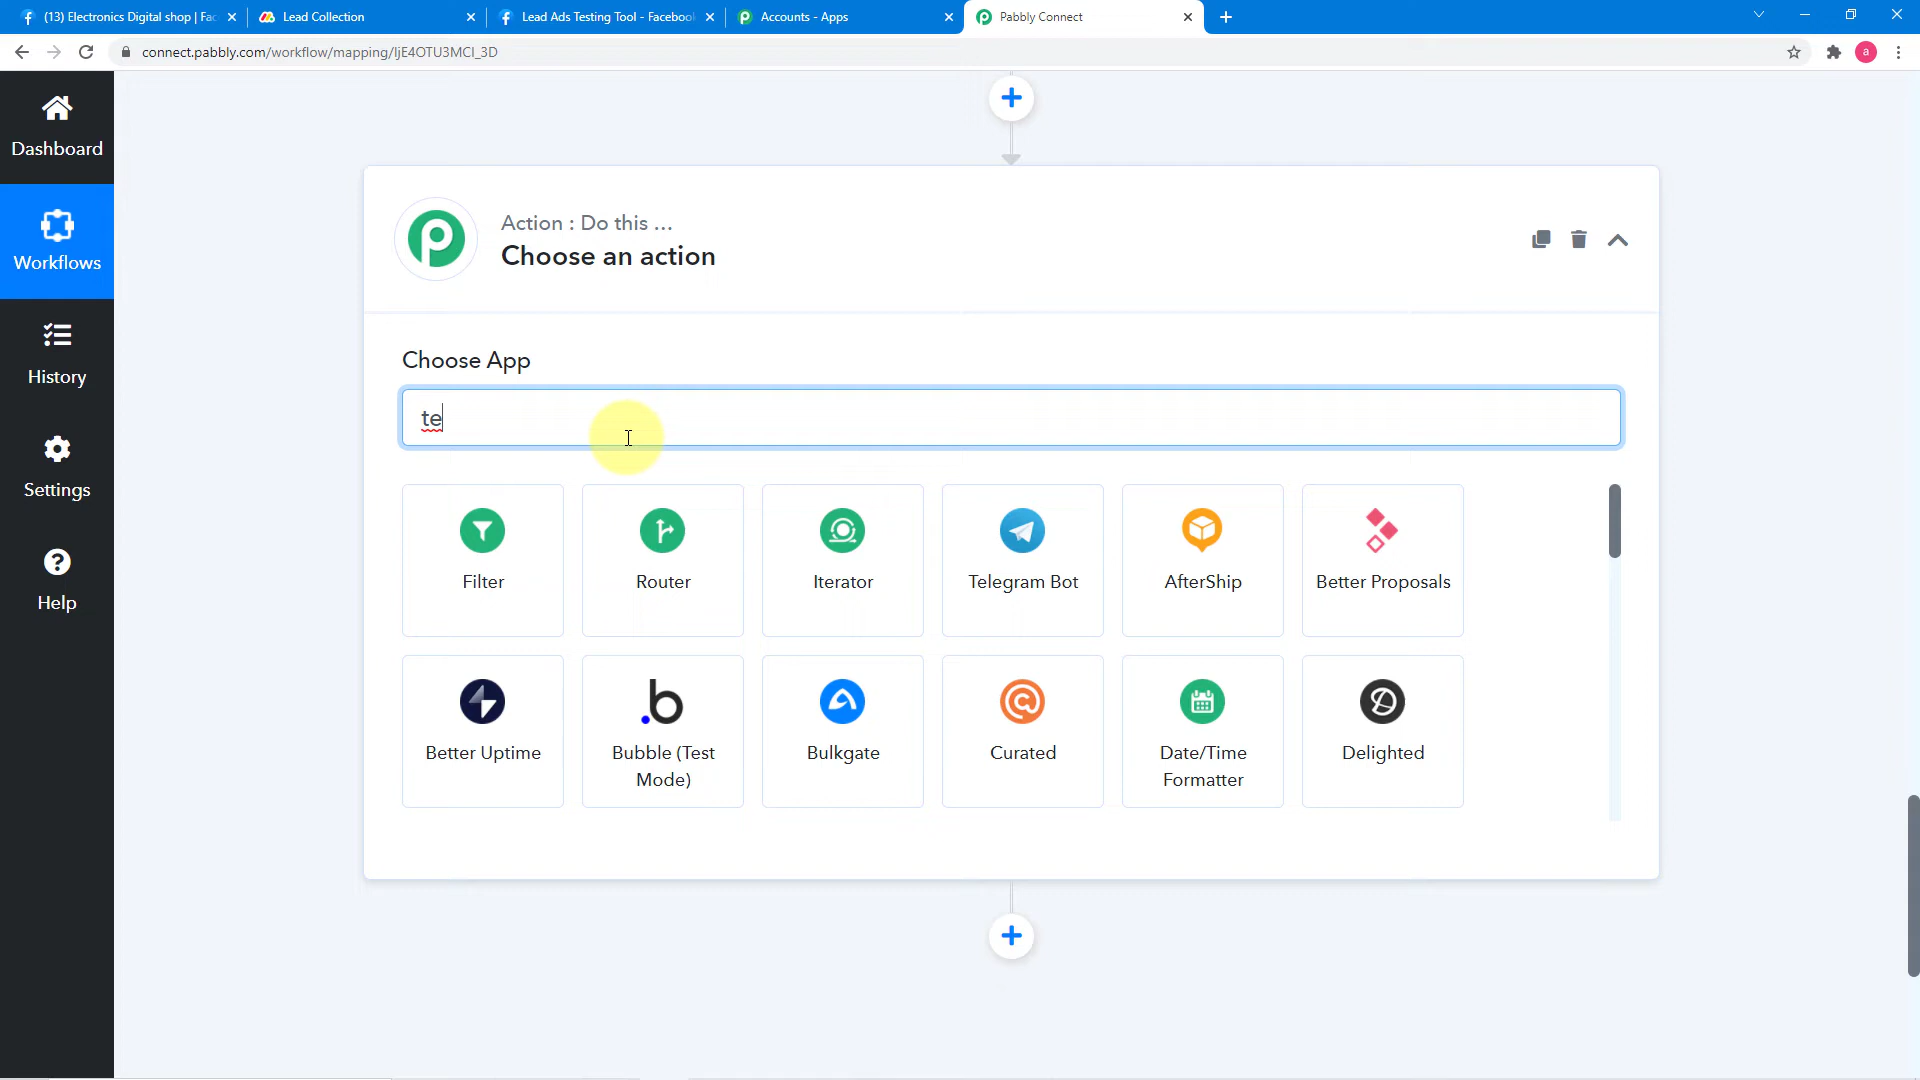 (13) Electronics Digital shop | Fac
Lead Collection
Lead Ads Testing Tool - Facebook
Accounts - Apps
Pabbly Connect
connect.pabbly.com/workflow/mapping/IjE4OTU3MCI_3D
a
Dashboard
Workflows
History
Settings
Help
Action : Do this ...
Choose an action
Choose App
te
Filter
Router
Iterator
Telegram Bot
AfterShip
Better Proposals
Better Uptime
Bubble (Test
Mode)
Bulkgate
Curated
Date/Time
Formatter
Delighted